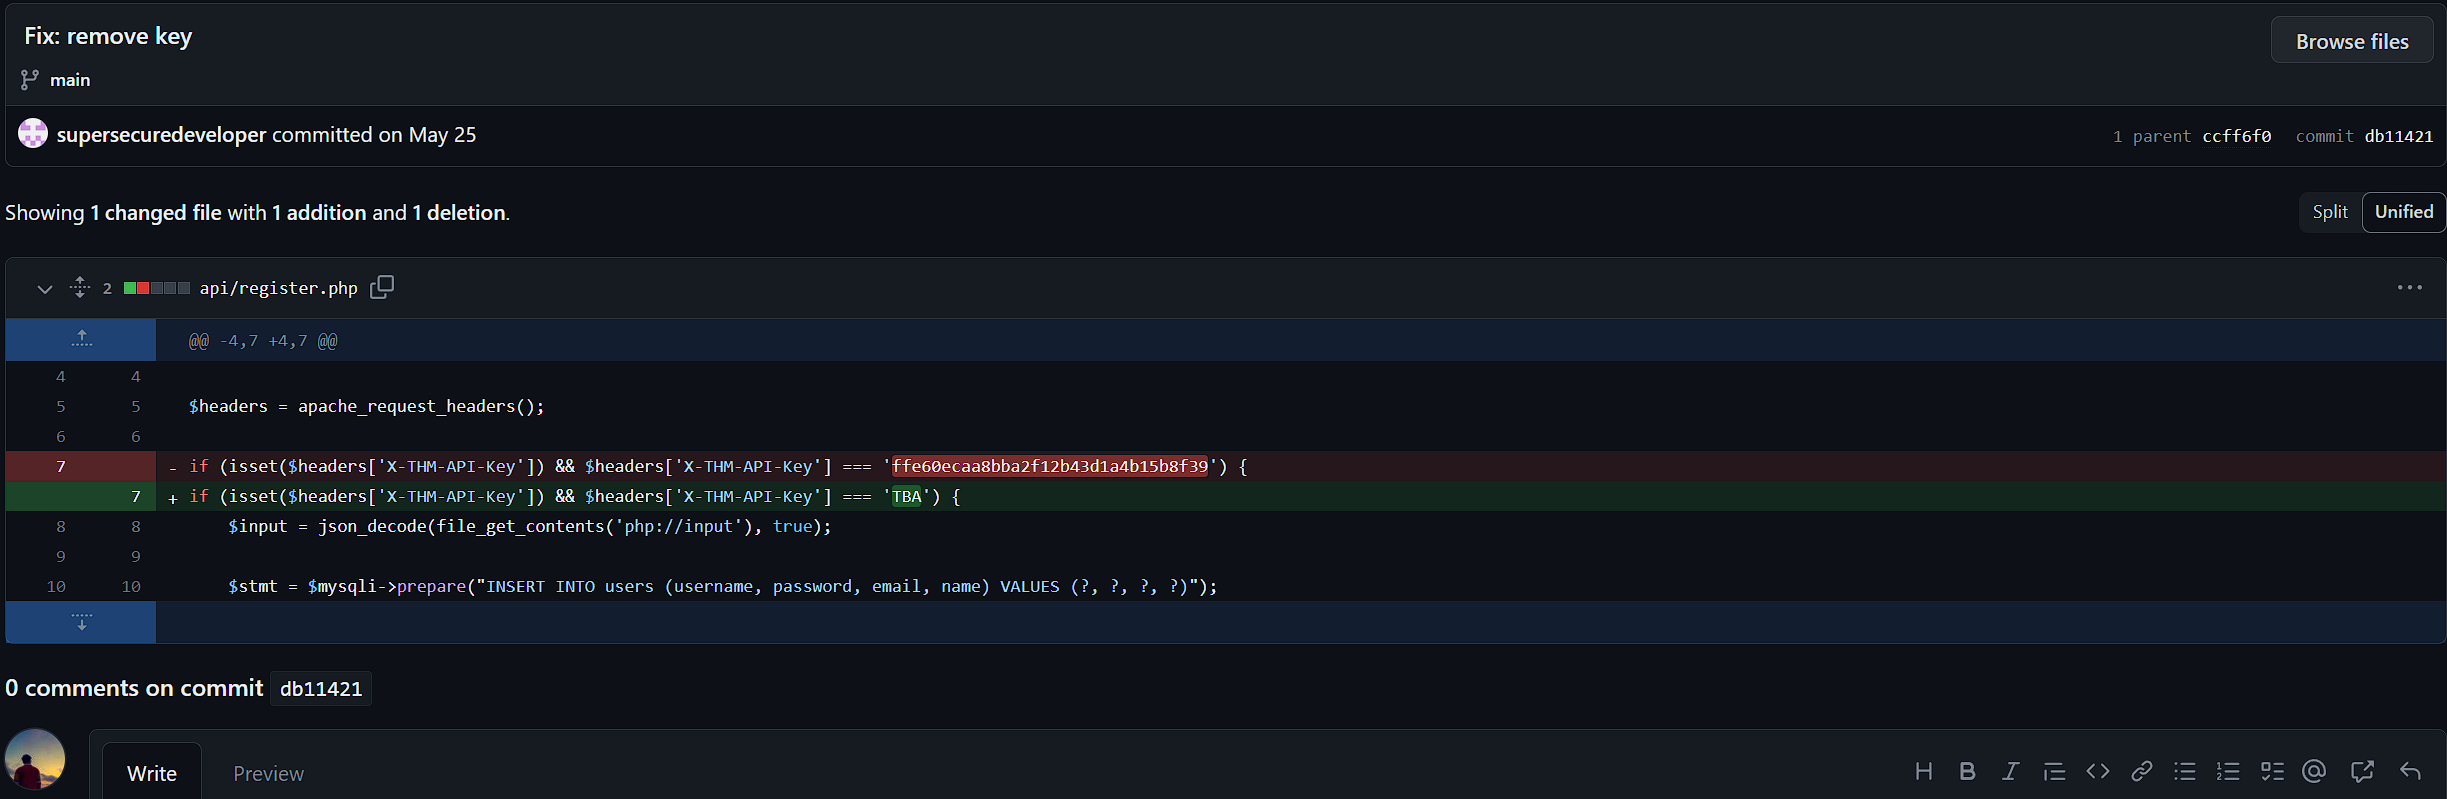 Fix: remove key
Browse files
main
supersecuredeveloper committed on May 25
1 parent ccff6f0 commit db11421
Showing 1 changed file with 1 addition and 1 deletion.
Split Unified
2 api/register.php
@@ -4,7 +4,7 @@
4 4
5 5 $headers = apache_request_headers();
6 6
7 - if (isset($headers['X-THM-API-Key']) && $headers['X-THM-API-Key'] === 'ffe60ecaa8bba2f12b43d1a4b15b8f39') {
7 + if (isset($headers['X-THM-API-Key']) && $headers['X-THM-API-Key'] === 'TBA') {
8 8 $input = json_decode(file_get_contents('php://input'), true);
9 9
10 10 $stmt = $mysqli->prepare("INSERT INTO users (username, password, email, name) VALUES (?, ?, ?, ?)");
0 comments on commit db11421
Write Preview